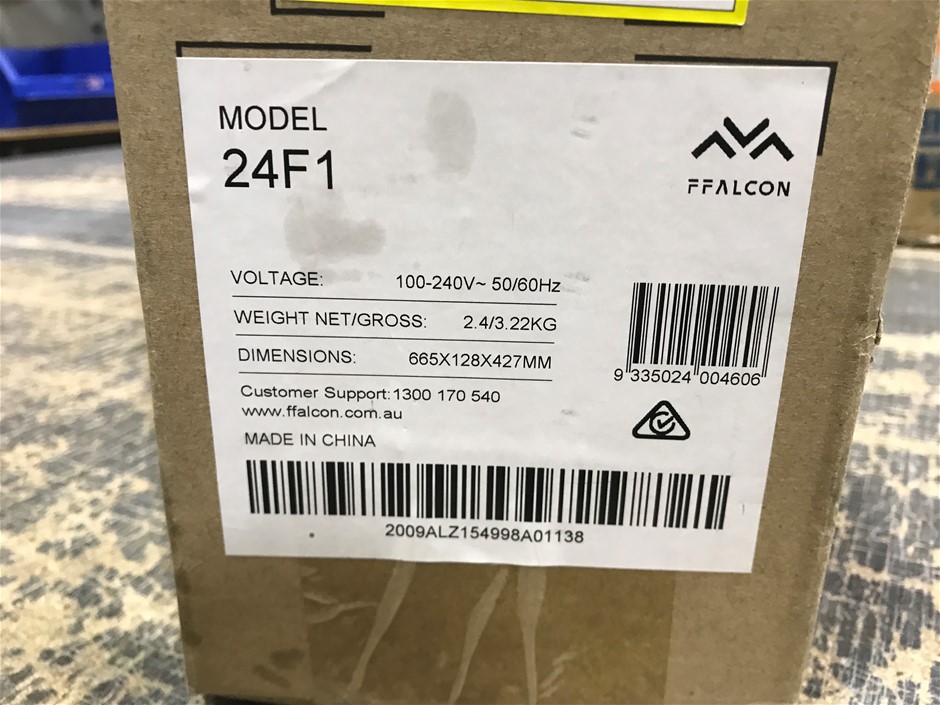 MODEL
24F1
FFALCON
VOLTAGE: 100-240V~ 50/60Hz
WEIGHT NET/GROSS: 2.4/3.22KG
DIMENSIONS: 665X128X427MM
9 335024 004606
Customer Support:1300 170 540
www.ffalcon.com.au
MADE IN CHINA
2009ALZ154998A01138